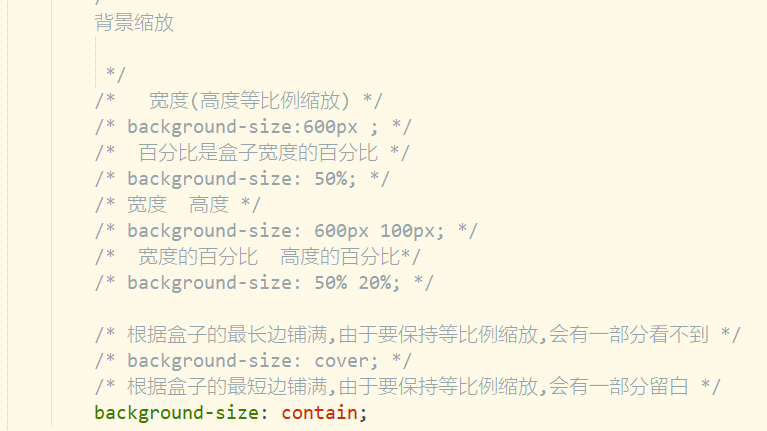 /
背景缩放
*/
/* 宽度(高度等比例缩放) */
/* background-size:600px ; */
/* 百分比是盒子宽度的百分比 */
/* background-size: 50%; */
/* 宽度 高度 */
/* background-size: 600px 100px; */
/* 宽度的百分比 高度的百分比*/
/* background-size: 50% 20%; */
/* 根据盒子的最长边铺满,由于要保持等比例缩放,会有一部分看不到 */
/* background-size: cover; */
/* 根据盒子的最短边铺满,由于要保持等比例缩放,会有一部分留白 */
background-size: contain;